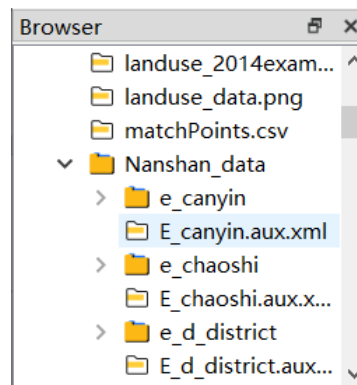 Browser
landuse_2014exam...
landuse_data.png
matchPoints.csv
Nanshan_data
e_canyin
E_canyin.aux.xml
e_chaoshi
E_chaoshi.aux.x...
e_d_district
E_d_district.aux...